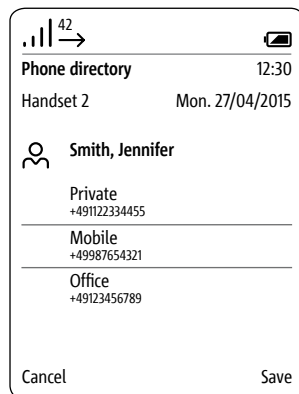 42
Phone directory 12:30
Handset 2 Mon. 27/04/2015
Smith, Jennifer
Private
+491122334455
Mobile
+49987654321
Office
+49123456789
Cancel Save